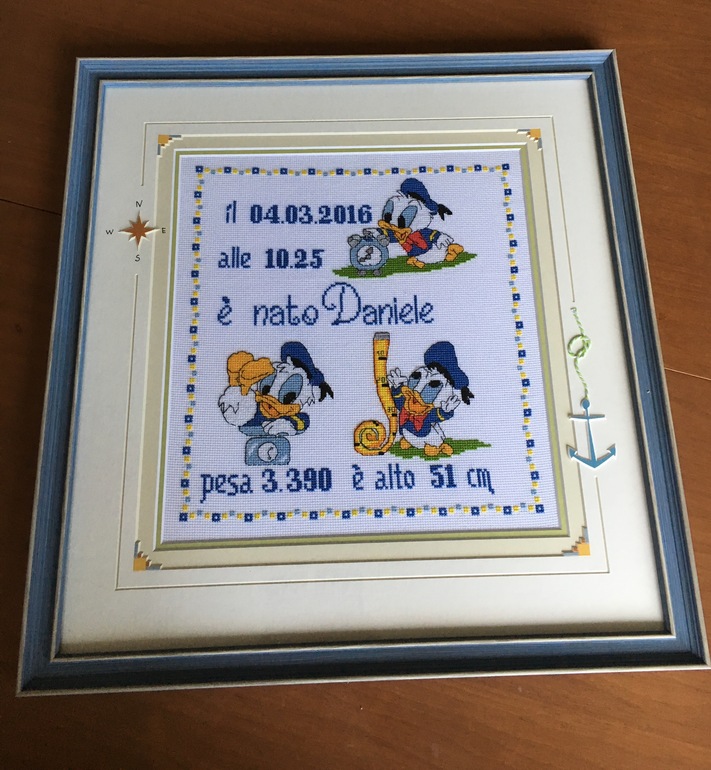 il 04.03.2016
alle 10.25
è nato Daniele
pesa 3.390 è alto 51 cm
N
W E
S